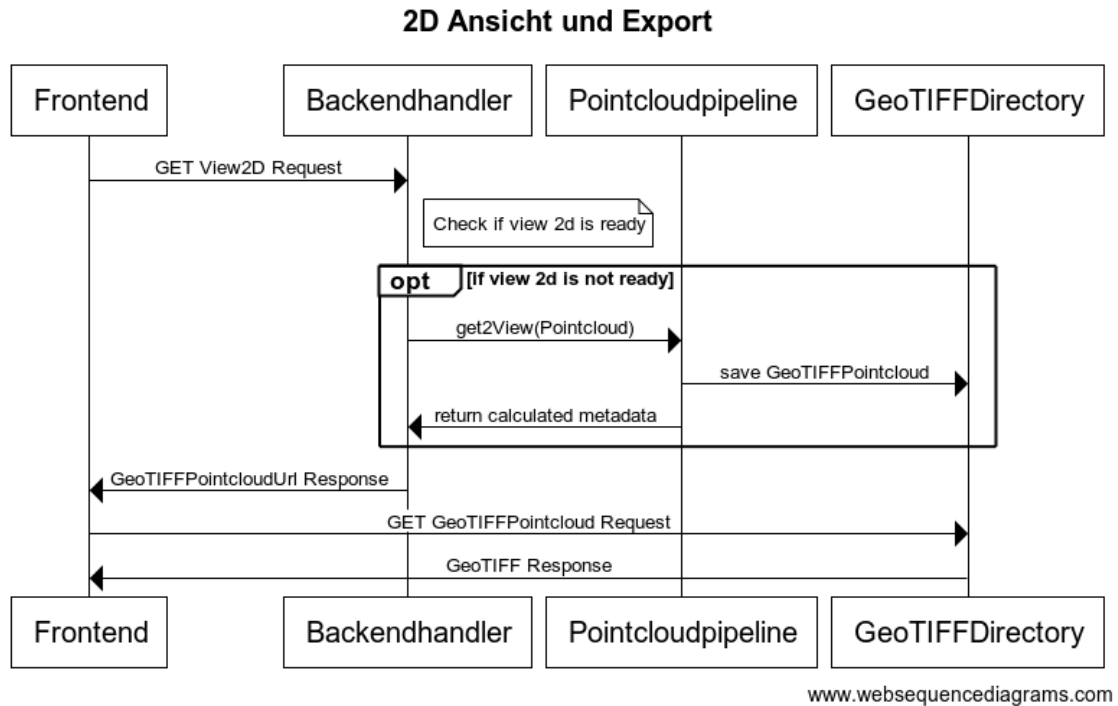 2D Ansicht und Export
Frontend
Backendhandler
Pointcloudpipeline
GeoTIFFDirectory
GET View2D Request
Check if view 2d is ready
opt
[if view 2d is not ready]
get2View(Pointcloud)
save GeoTIFFPointcloud
return calculated metadata
GeoTIFFPointcloudUrl Response
GET GeoTIFFPointcloud Request
GeoTIFF Response
Frontend
Backendhandler
Pointcloudpipeline
GeoTIFFDirectory
www.websequencediagrams.com